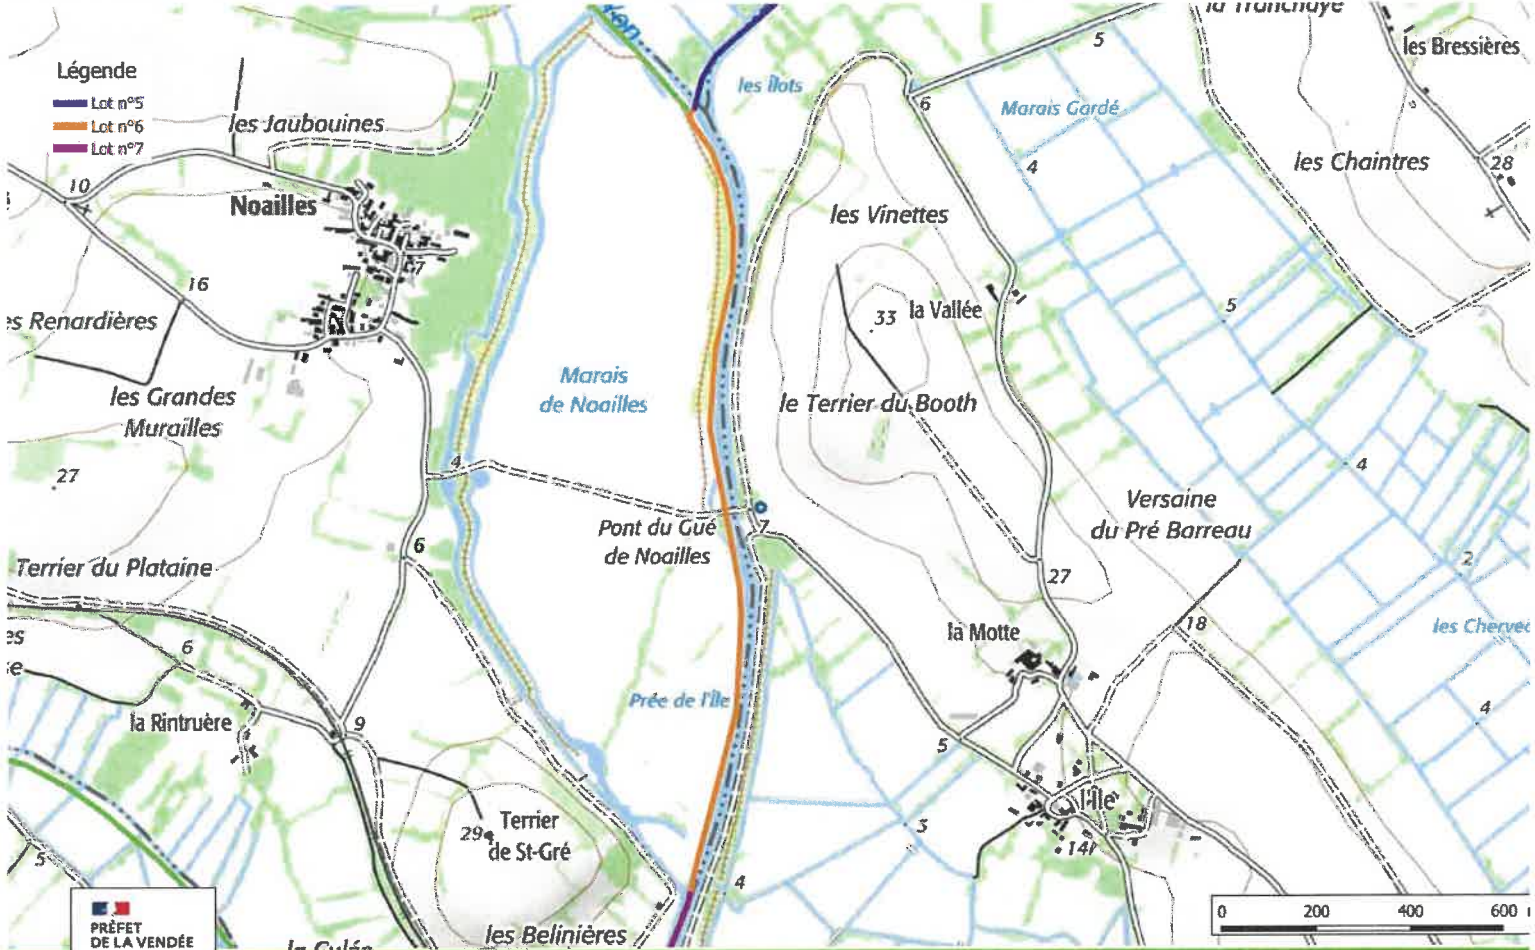 la Tranchaye
les Bressières
Légende
Lot n°5
Lot n°6
Lot n°7
5
les Îlots
6
Marais Gardé
les Jaubouines
les Chaintres
28
4
10
Noailles
les Vinettes
7
16
5
33
la Vallée
es Renardières
Marais
de Noailles
les Grandes
Murailles
le Terrier du Booth
27
4
4
Versaine
du Pré Barreau
Pont du Gué
de Noailles
7
6
2
Terrier du Plataine
27
18
la Motte
es
6
Prée de l'Île
4
la Rintruère
9
5
l'Île
Terrier
de St-Gré
29
3
14
5
4
PRÉFET
DE LA VENDÉE
les Belinières
0 200 400 600